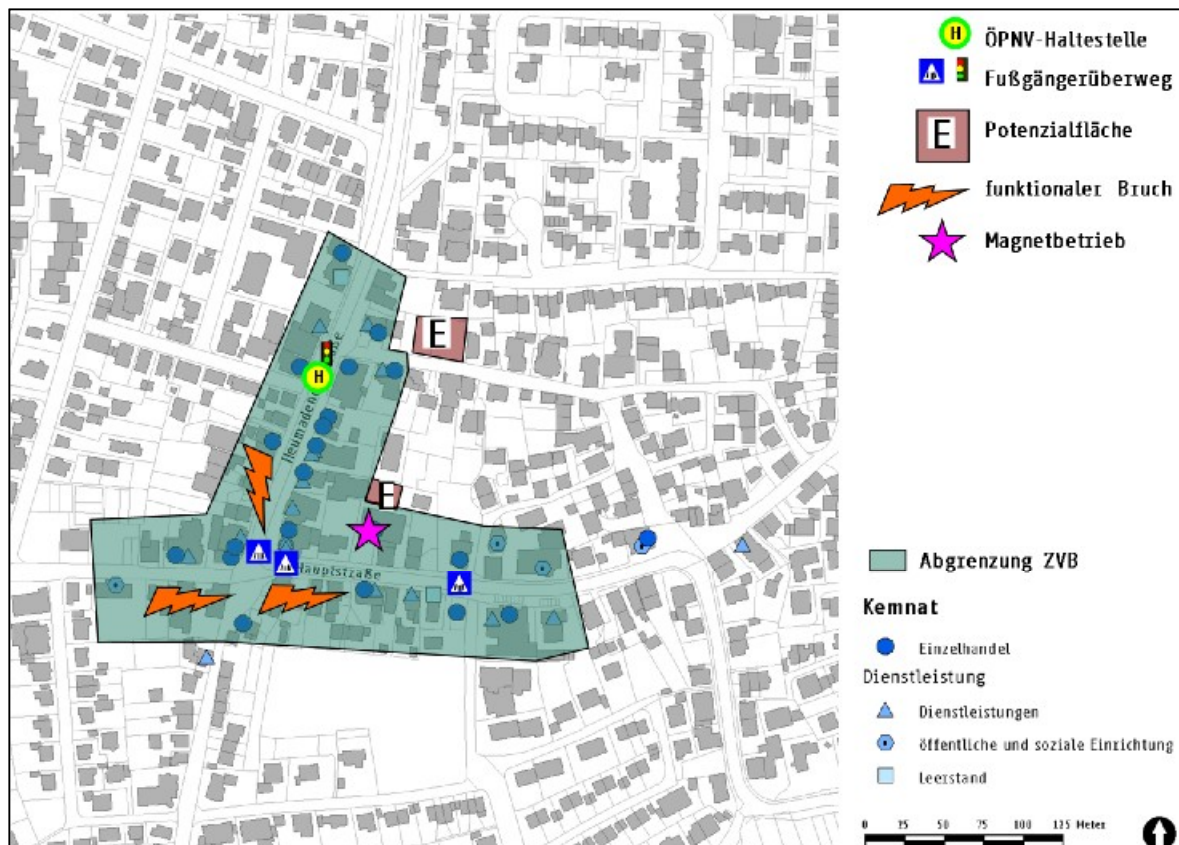 H
ÖPNV-Haltestelle
Fußgängerüberweg
E
Potenzialfläche
funktionaler Bruch
Magnetbetrieb
E
H
E
Hauptstraße
Abgrenzung ZVB
Kemnat
Einzelhandel
Dienstleistung
Dienstleistungen
öffentliche und soziale Einrichtung
Leerstand
0 25 50 75 100 125 Meter